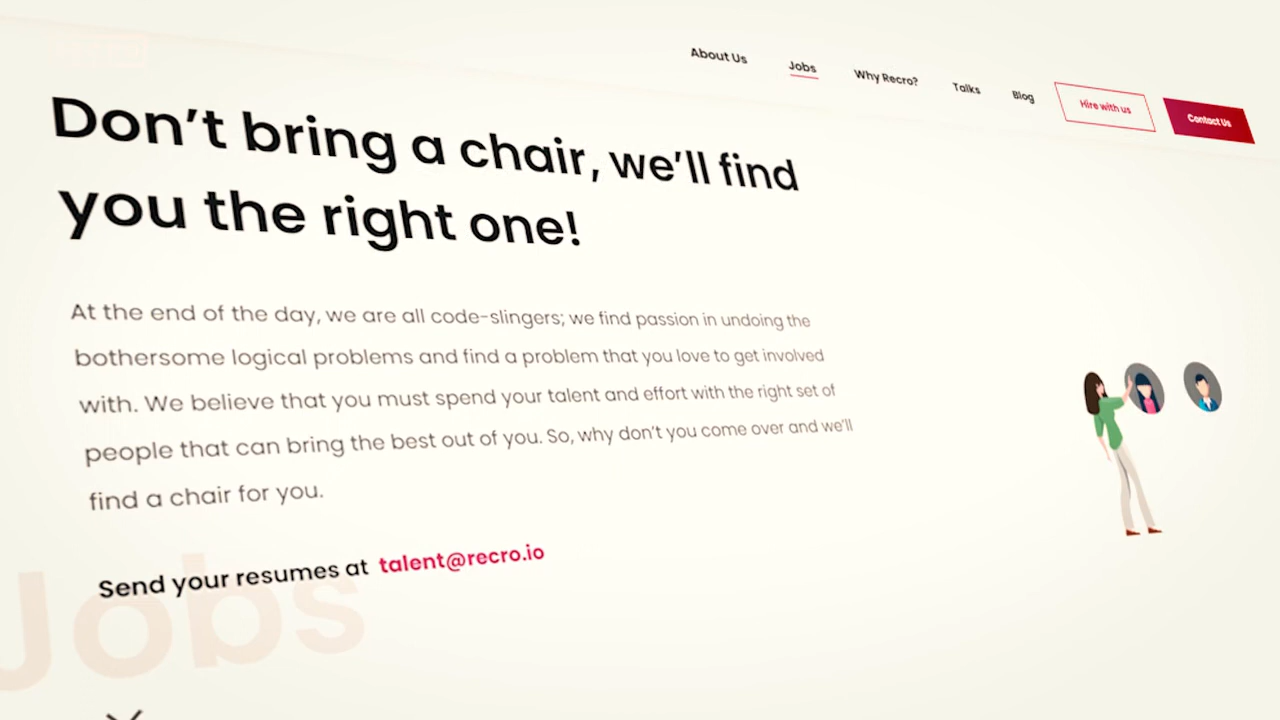 About Us
Jobs
Why Recro?
Talks
Blog
Hire with us
Contact Us
Don't bring a chair, we'll find
you the right one!
At the end of the day, we are all code-slingers; we find passion in undoing the
bothersome logical problems and find a problem that you love to get involved
with. We believe that you must spend your talent and effort with the right set of
people that can bring the best out of you. So, why don't you come over and we'll
find a chair for you.
Send your resumes at talent@recro.io
Jobs